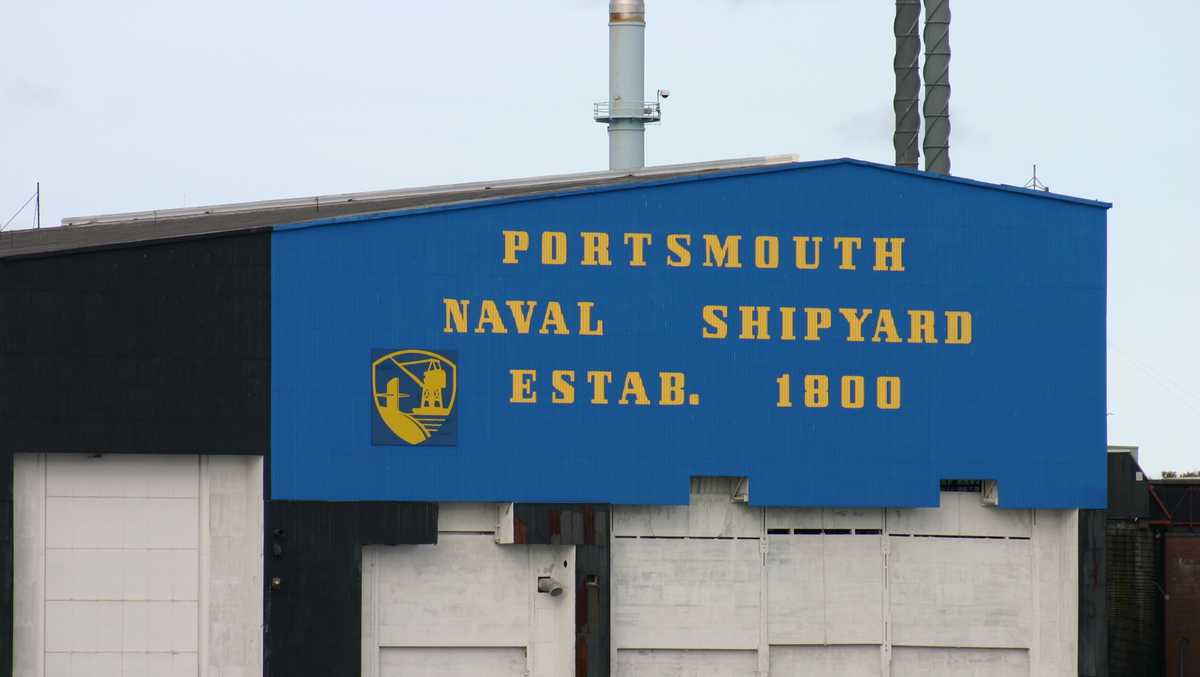 PORTSMOUTH
NAVAL SHIPYARD
ESTAB. 1800